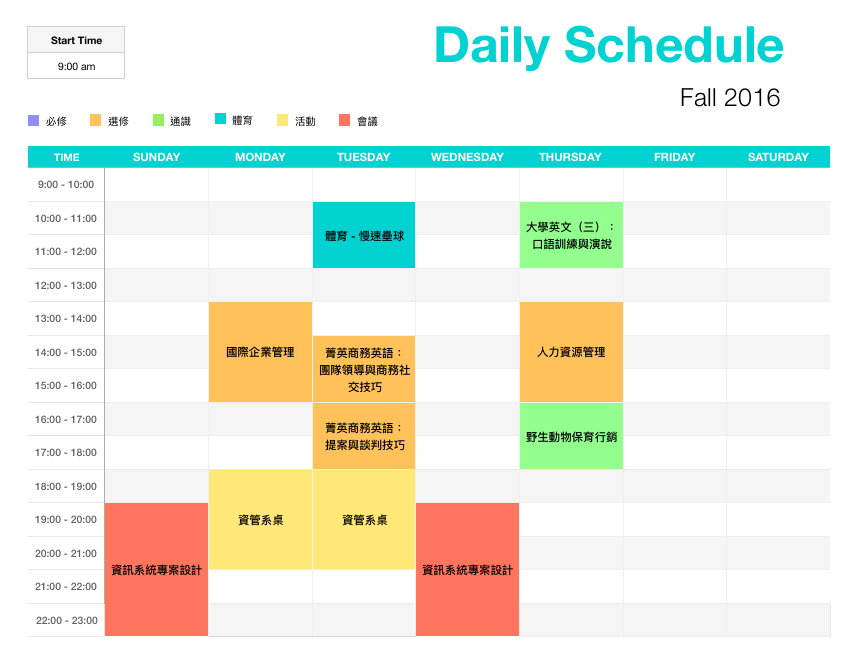 Start Time
9:00 am
Daily Schedule
Fall 2016
必修 選修 通識 體育 活動 會議
TIME SUNDAY MONDAY TUESDAY WEDNESDAY THURSDAY FRIDAY SATURDAY
9:00 - 10:00
10:00 - 11:00
體育 - 慢速壘球
大學英文（三）：
口語訓練與演說
11:00 - 12:00
12:00 - 13:00
13:00 - 14:00
14:00 - 15:00
國際企業管理
菁英商務英語：
團隊領導與商務社
交技巧
人力資源管理
15:00 - 16:00
16:00 - 17:00
菁英商務英語：
提案與談判技巧
野生動物保育行銷
17:00 - 18:00
18:00 - 19:00
19:00 - 20:00
資管系桌
資管系桌
20:00 - 21:00
資訊系統專案設計
資訊系統專案設計
21:00 - 22:00
22:00 - 23:00